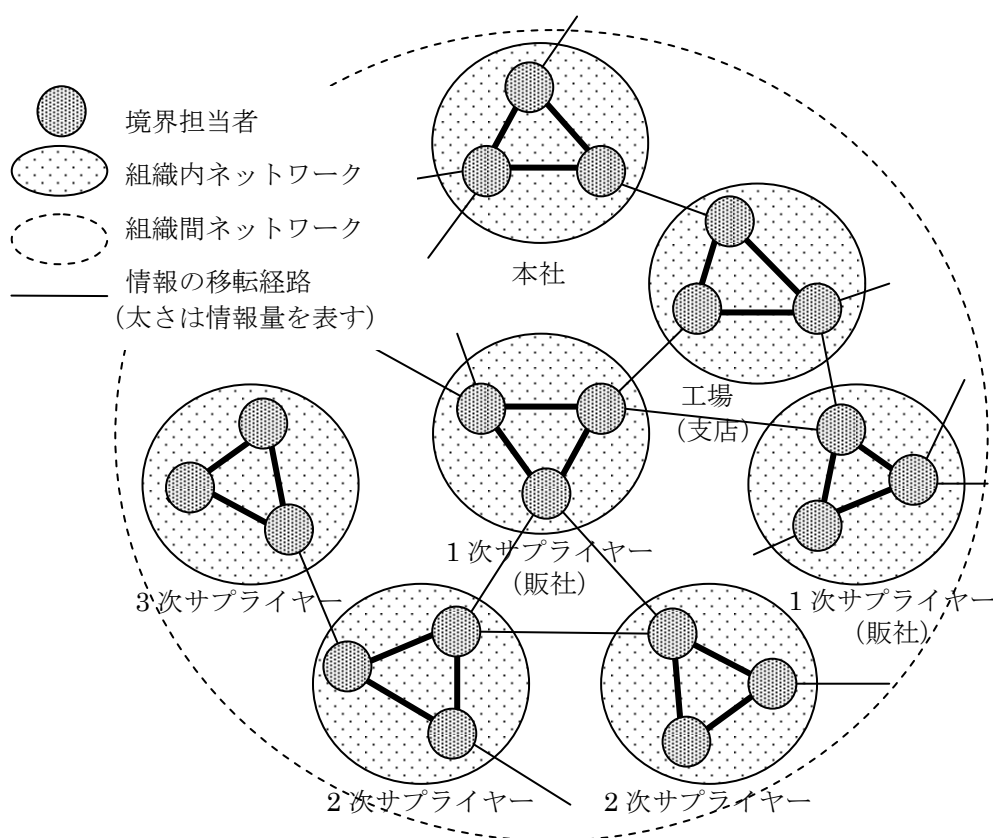 境界担当者
組織内ネットワーク
組織間ネットワーク
情報の移転経路
（太さは情報量を表す）
本社
工場
（支店）
1 次サプライヤー
（販社）
3 次サプライヤー
1 次サプライヤー
（販社）
2 次サプライヤー
2 次サプライヤー